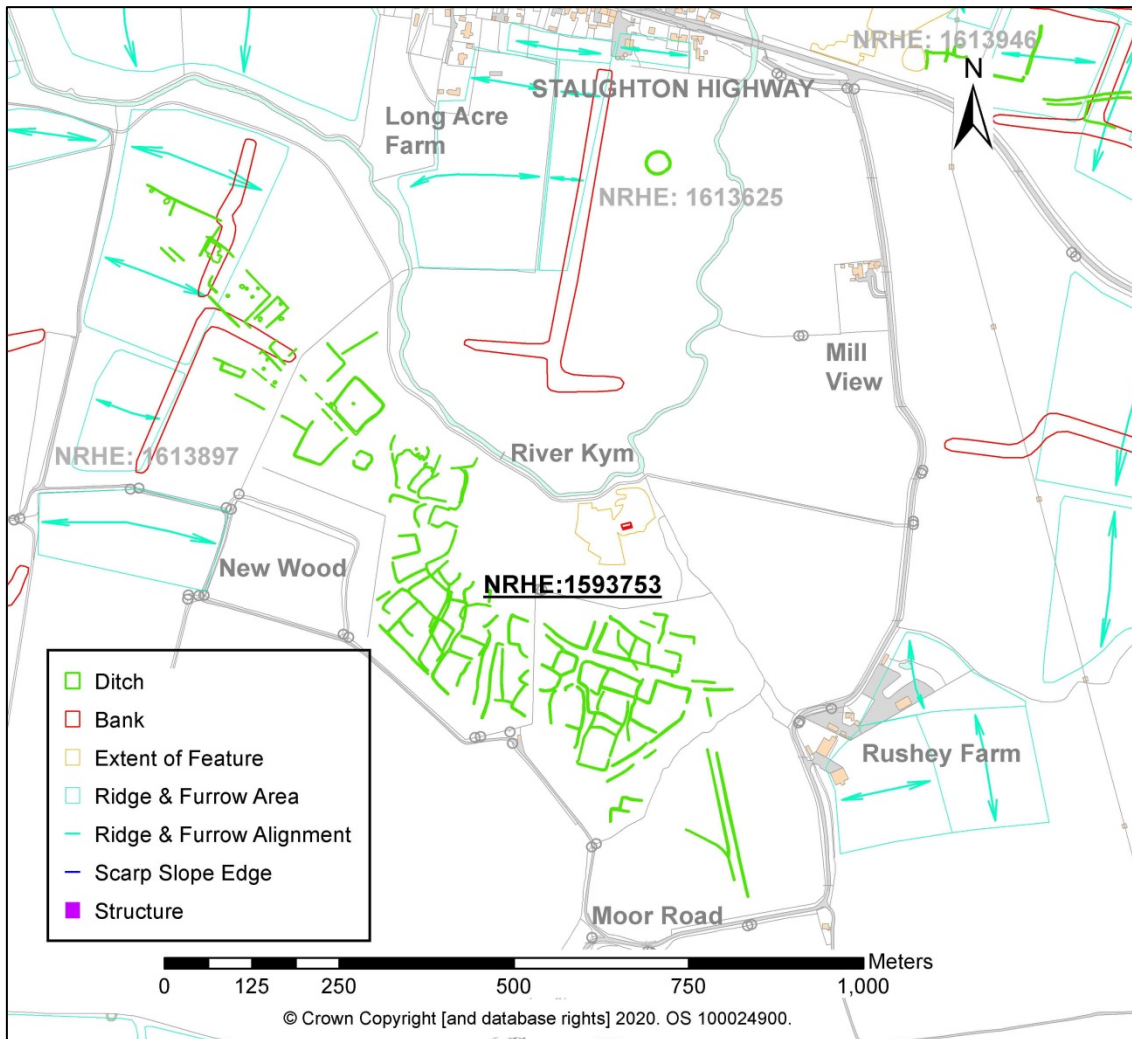 NRHE: 1613946
N
STAUGHTON HIGHWAY
Long Acre
Farm
NRHE: 1613625
Mill
View
NRHE: 1613897
River Kym
New Wood
NRHE:1593753
Ditch
Bank
Extent of Feature
Ridge & Furrow Area
Ridge & Furrow Alignment
Scarp Slope Edge
Structure
Rushey Farm
Moor Road
Meters
0 125 250 500 750 1,000
© Crown Copyright [and database rights] 2020. OS 100024900.